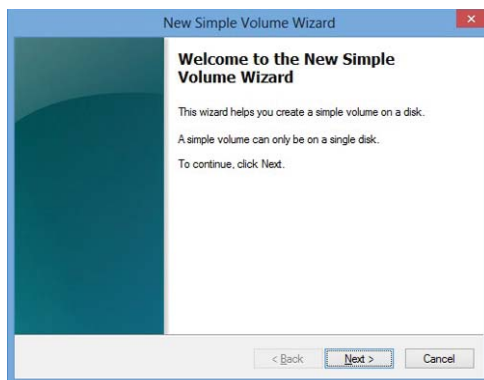 New Simple Volume Wizard
Welcome to the New Simple
Volume Wizard
This wizard helps you create a simple volume on a disk.
A simple volume can only be on a single disk.
To continue, click Next.
< Back Next > Cancel